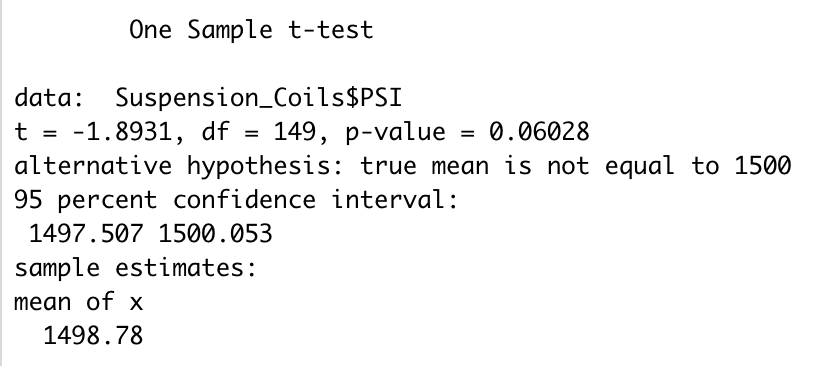 One Sample t-test
data: Suspension_Coils$PSI
t = -1.8931, df = 149, p-value = 0.06028
alternative hypothesis: true mean is not equal to 1500
95 percent confidence interval:
1497.507 1500.053
sample estimates:
mean of x
1498.78